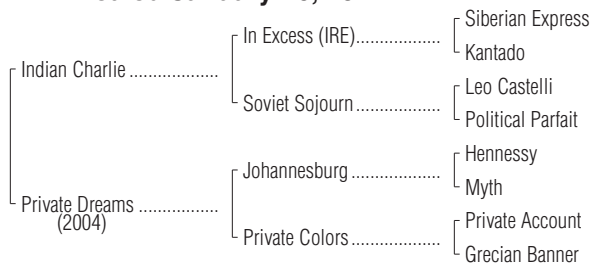 Siberian Express
In Excess (IRE)...................
Kantado
Indian Charlie ....................
Leo Castelli
Soviet Sojourn ...................
Political Parfait
Hennessy
Johannesburg ....................
Myth
Private Dreams ..................
(2004)
Private Account
Private Colors.....................
Grecian Banner